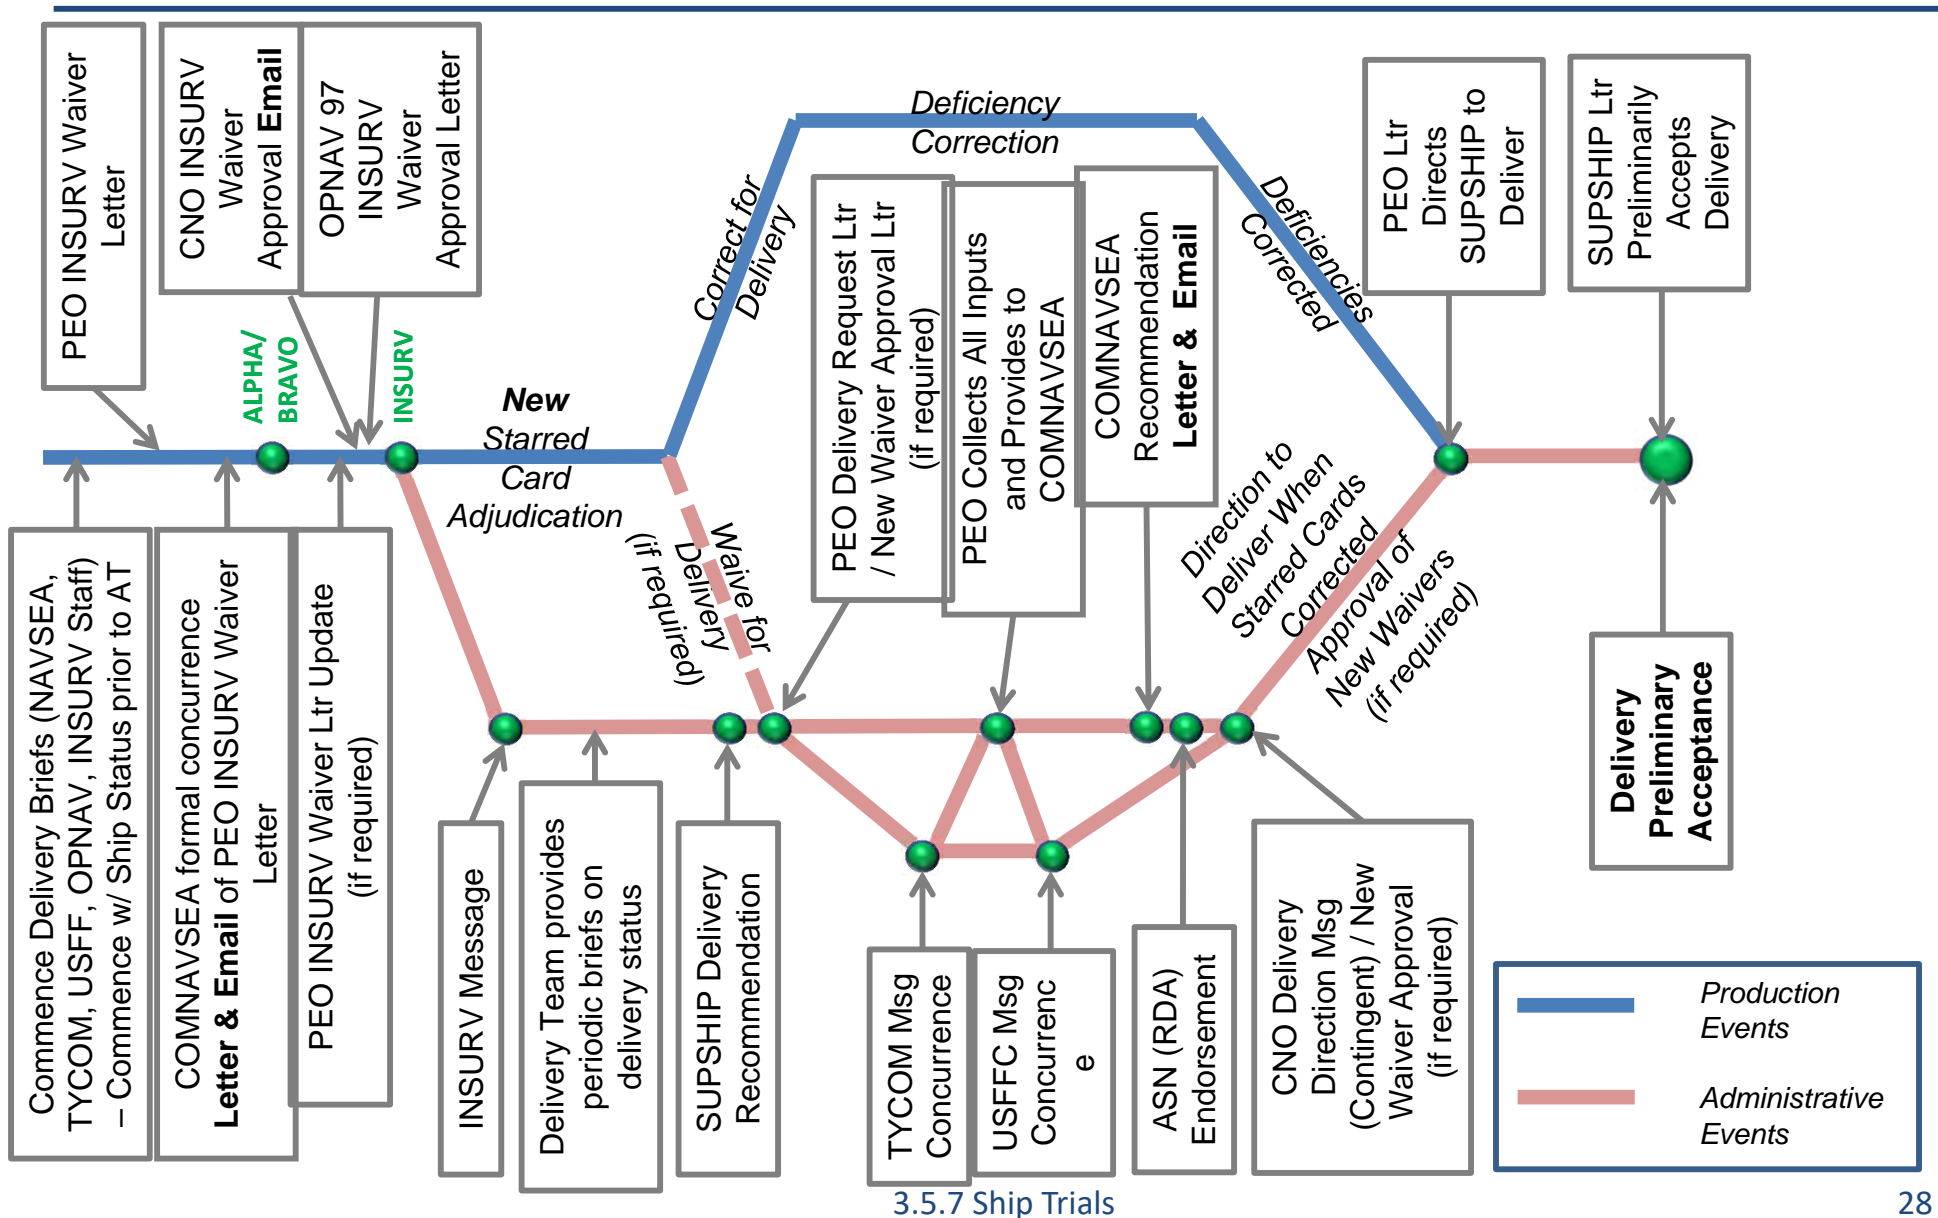 PEO INSURV Waiver
Letter
CNO INSURV
Waiver
Approval Email
OPNAV 97
INSURV
Waiver
Approval Letter
ALPHA/
BRAVO
INSURV
New
Starred
Card
Adjudication
Correct for
Delivery
Deficiency
Correction
Deficiencies
Corrected
Waive for
Delivery
(if required)
PEO Delivery Request Ltr
/ New Waiver Approval Ltr
(if required)
PEO Collects All Inputs
and Provides to
COMNAVSEA
COMNAVSEA
Recommendation
Letter & Email
Direction to
Deliver When
Starred Cards
Corrected
Approval of
New Waivers
(if required)
PEO Ltr
Directs
SUPSHIP to
Deliver
SUPSHIP Ltr
Preliminarily
Accepts
Delivery
Commence Delivery Briefs (NAVSEA,
TYCOM, USFF, OPNAV, INSURV Staff)
– Commence w/ Ship Status prior to AT
COMNAVSEA formal concurrence
Letter & Email of PEO INSURV Waiver
Letter
PEO INSURV Waiver Ltr Update
(if required)
INSURV Message
Delivery Team provides
periodic briefs on
delivery status
SUPSHIP Delivery
Recommendation
TYCOM Msg
Concurrence
USFFC Msg
Concurrenc
e
ASN (RDA)
Endorsement
CNO Delivery
Direction Msg
(Contingent) / New
Waiver Approval
(if required)
Delivery
Preliminary
Acceptance
Production
Events
Administrative
Events
3.5.7 Ship Trials
28